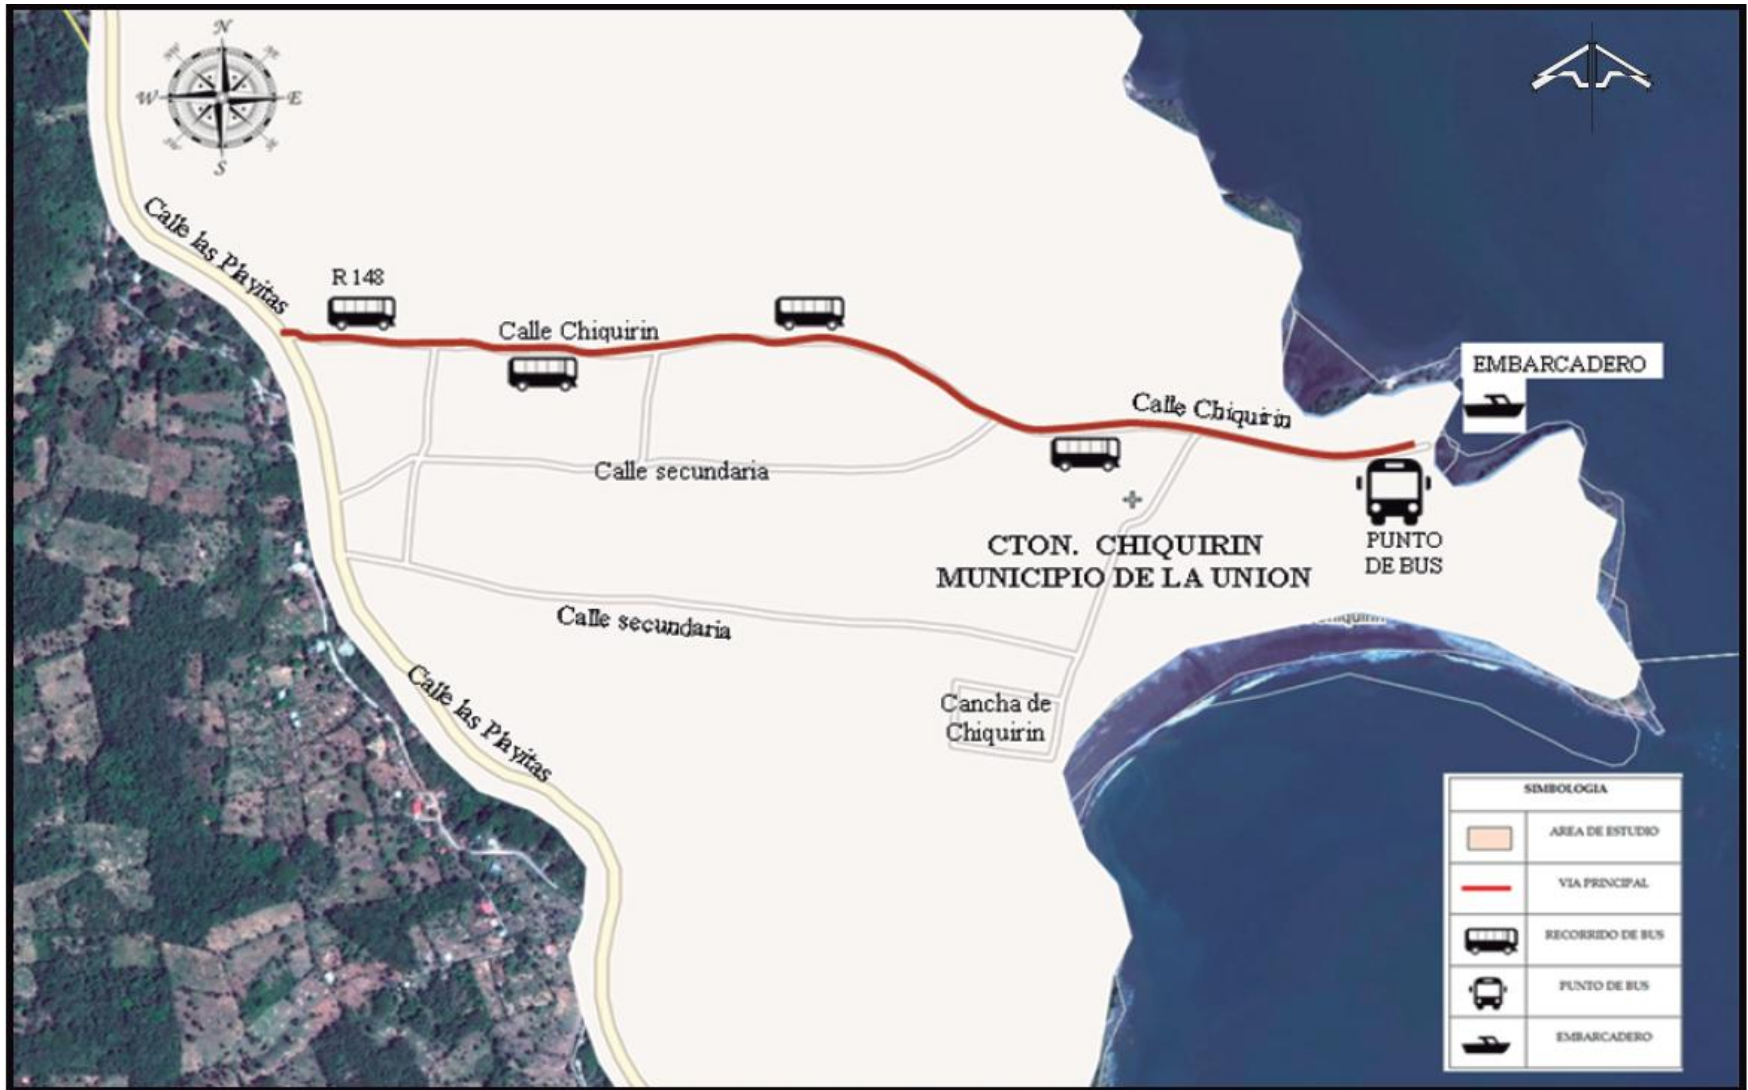 N
W
E
S
Calle las Playitas
R 148
Calle Chiquirin
EMBARCADERO
Calle Chiquirin
Calle secundaria
CTON. CHIQUIRIN
MUNICIPIO DE LA UNION
PUNTO
DE BUS
Calle secundaria
Calle las Playitas
Cancha de
Chiquirin
SIMBOLOGIA
AREA DE ESTUDIO
VIA PRINCIPAL
RECORRIDO DE BUS
PUNTO DE BUS
EMBARCADERO